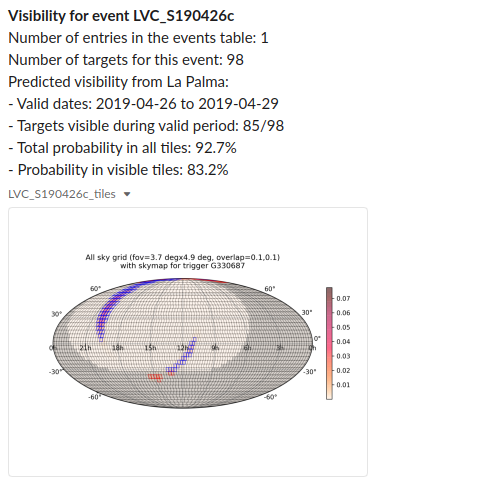 Visibility for event LVC_S190426c
Number of entries in the events table: 1
Number of targets for this event: 98
Predicted visibility from La Palma:
- Valid dates: 2019-04-26 to 2019-04-29
- Targets visible during valid period: 85/98
- Total probability in all tiles: 92.7%
- Probability in visible tiles: 83.2%
LVC_S190426c_tiles
All sky grid (fov=3.7 degx4.9 deg, overlap=0.1,0.1)
with skymap for trigger G330687
60° 60°
0.07
0.06
30° 30°
0.05
0.04
0h 21h 18h 15h 12h 9h 6h 3h 0h 0°
0.03
-30° -30°
0.02
0.01
-60° -60°